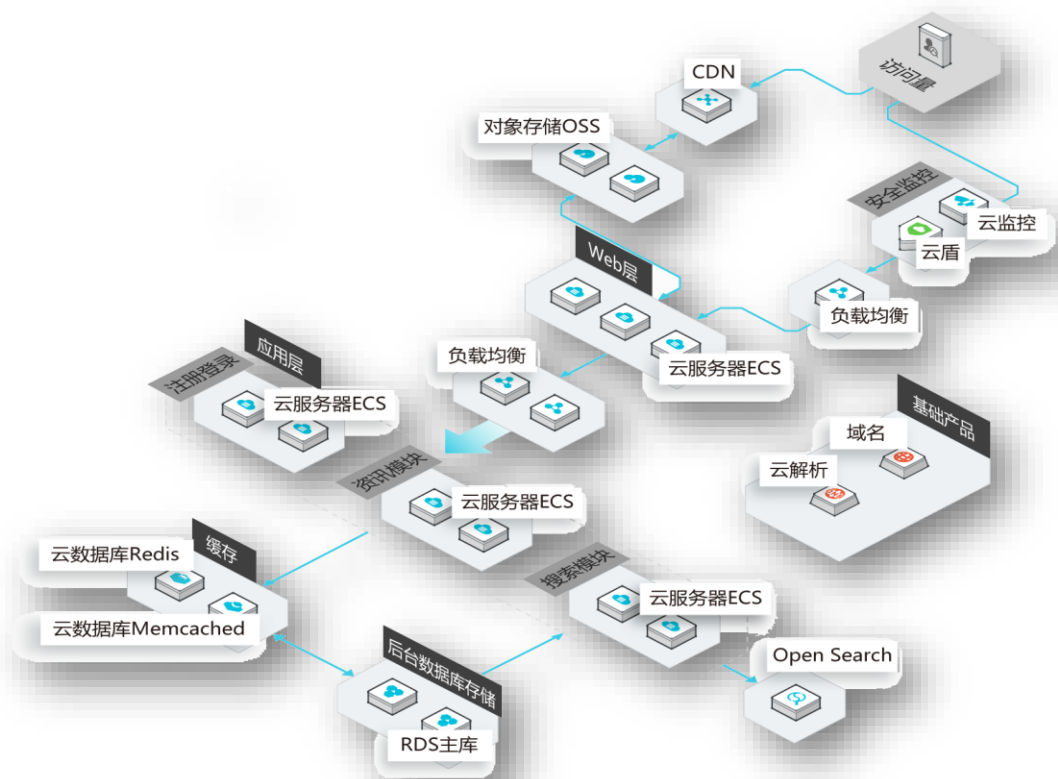 访问量
CDN
对象存储OSS
安全监控
云监控
云盾
Web层
负载均衡
云服务器ECS
应用层
注册登录
云服务器ECS
负载均衡
基础产品
域名
云解析
资讯模块
云服务器ECS
缓存
云数据库Redis
云数据库Memcached
搜索模块
云服务器ECS
后台数据库存储
RDS主库
Open Search